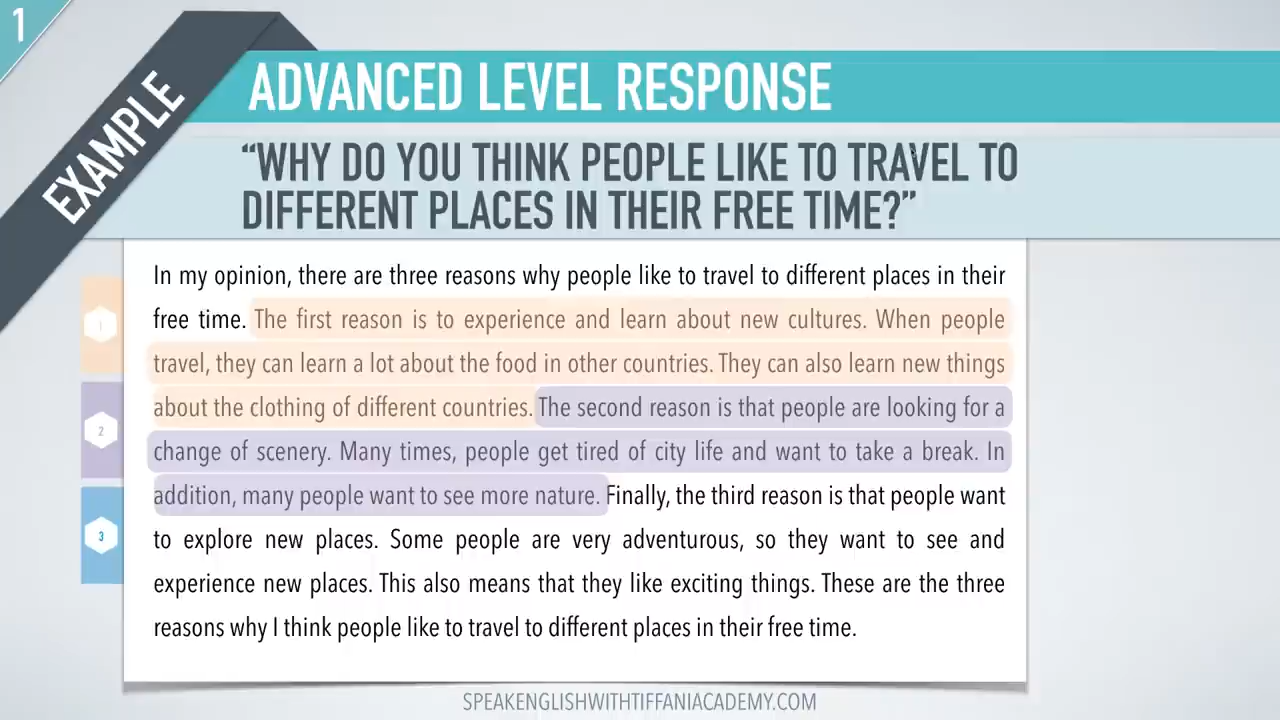 1
EXAMPLE
ADVANCED LEVEL RESPONSE
“WHY DO YOU THINK PEOPLE LIKE TO TRAVEL TO
DIFFERENT PLACES IN THEIR FREE TIME?”
In my opinion, there are three reasons why people like to travel to different places in their
free time. The first reason is to experience and learn about new cultures. When people
travel, they can learn a lot about the food in other countries. They can also learn new things
about the clothing of different countries. The second reason is that people are looking for a
change of scenery. Many times, people get tired of city life and want to take a break. In
addition, many people want to see more nature. Finally, the third reason is that people want
to explore new places. Some people are very adventurous, so they want to see and
experience new places. This also means that they like exciting things. These are the three
reasons why I think people like to travel to different places in their free time.
1
2
3
SPEAKENGLISHWITHTIFFANIACADEMY.COM